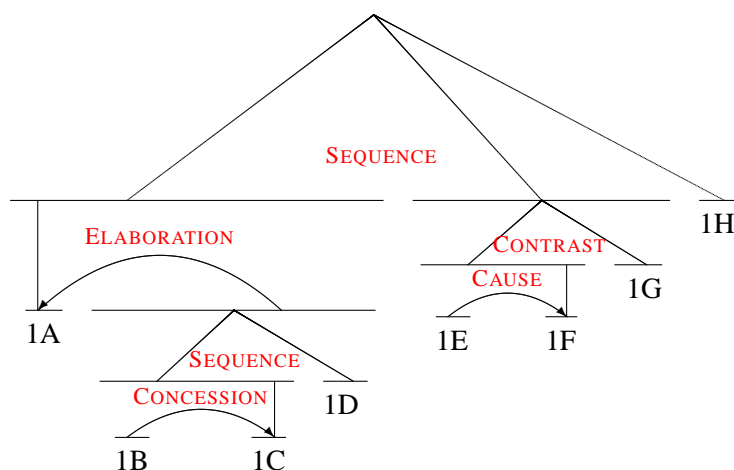 SEQUENCE
1H
ELABORATION
CONTRAST
1G
CAUSE
1A
1E
1F
SEQUENCE
1D
CONCESSION
1B
1C